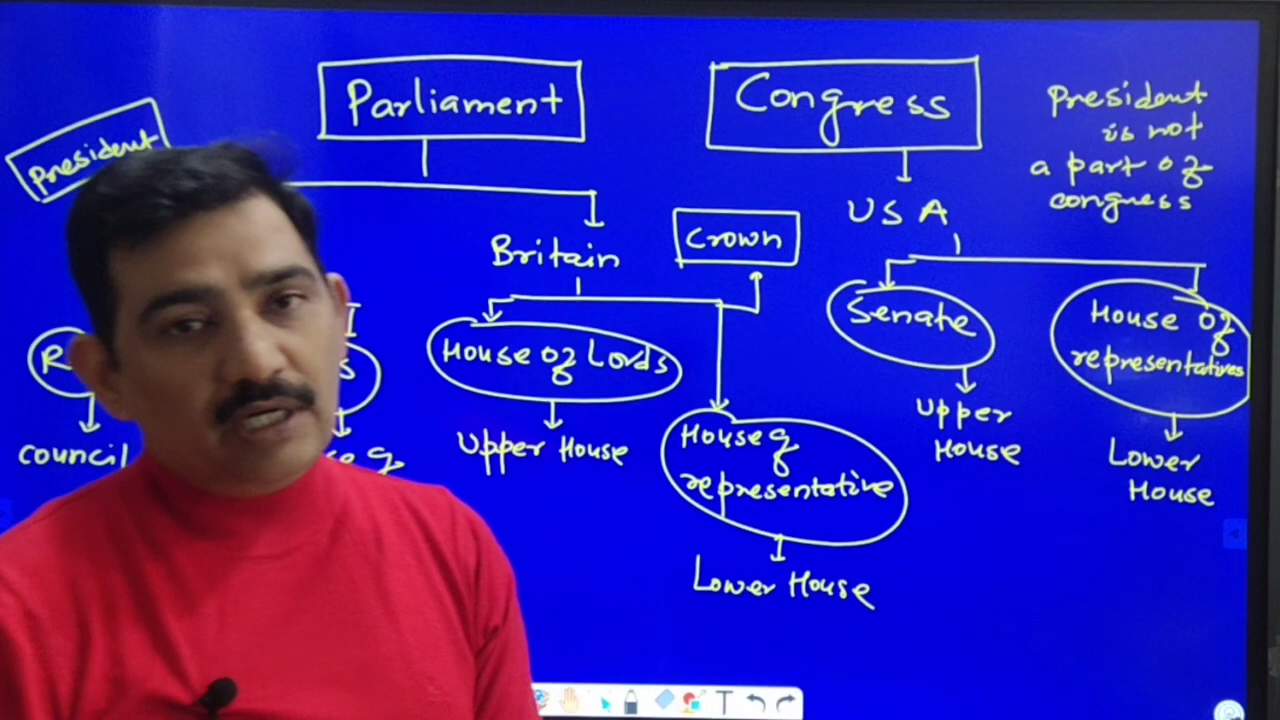 Parliament
President
Britain
Crown
House of Lords
Upper House
House of
representative
Lower House
council
Congress
USA
President
is not
a part of
congress
Senate
Upper
House
House of
representatives
Lower
House
T